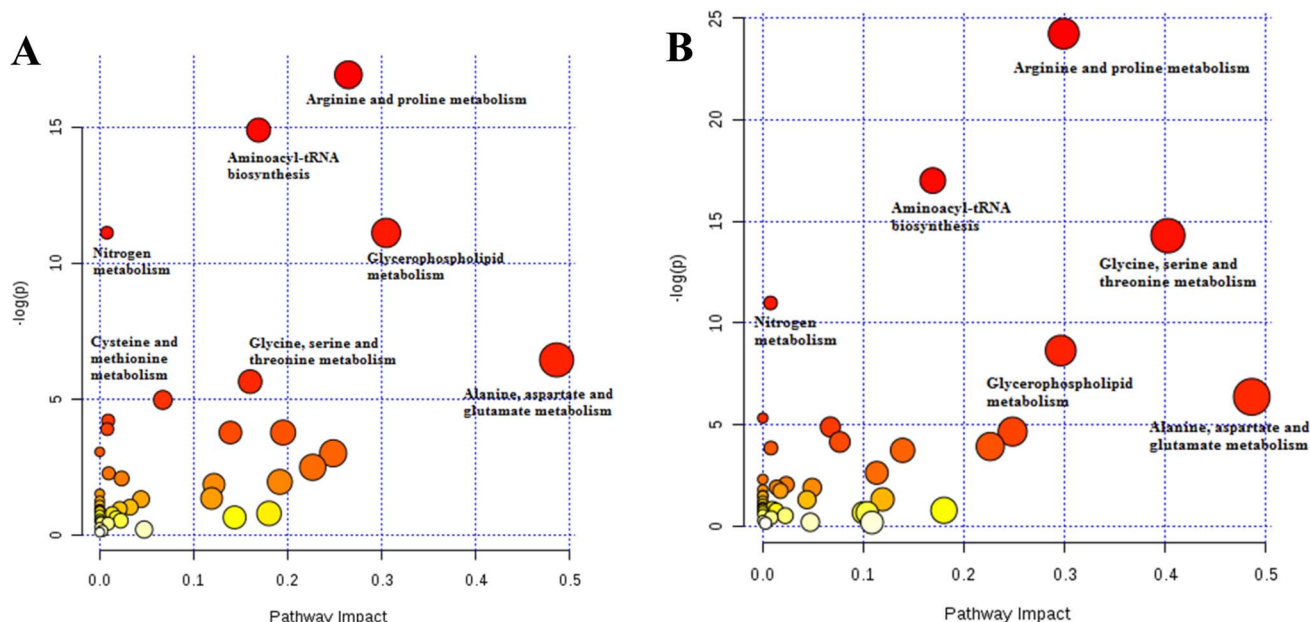 A
-log(p)
15
10
5
0
Arginine and proline metabolism
Aminoacyl-tRNA
biosynthesis
Nitrogen
metabolism
Glycerophospholipid
metabolism
Cysteine and
methionine
metabolism
Glycine, serine and
threonine metabolism
Alanine, aspartate and
glutamate metabolism
0.0 0.1 0.2 0.3 0.4 0.5
Pathway Impact
B
-log(p)
25
20
15
10
5
0
Arginine and proline metabolism
Aminoacyl-tRNA
biosynthesis
Glycine, serine and
threonine metabolism
Nitrogen
metabolism
Glycerophospholipid
metabolism
Alanine, aspartate and
glutamate metabolism
0.0 0.1 0.2 0.3 0.4 0.5
Pathway Impact